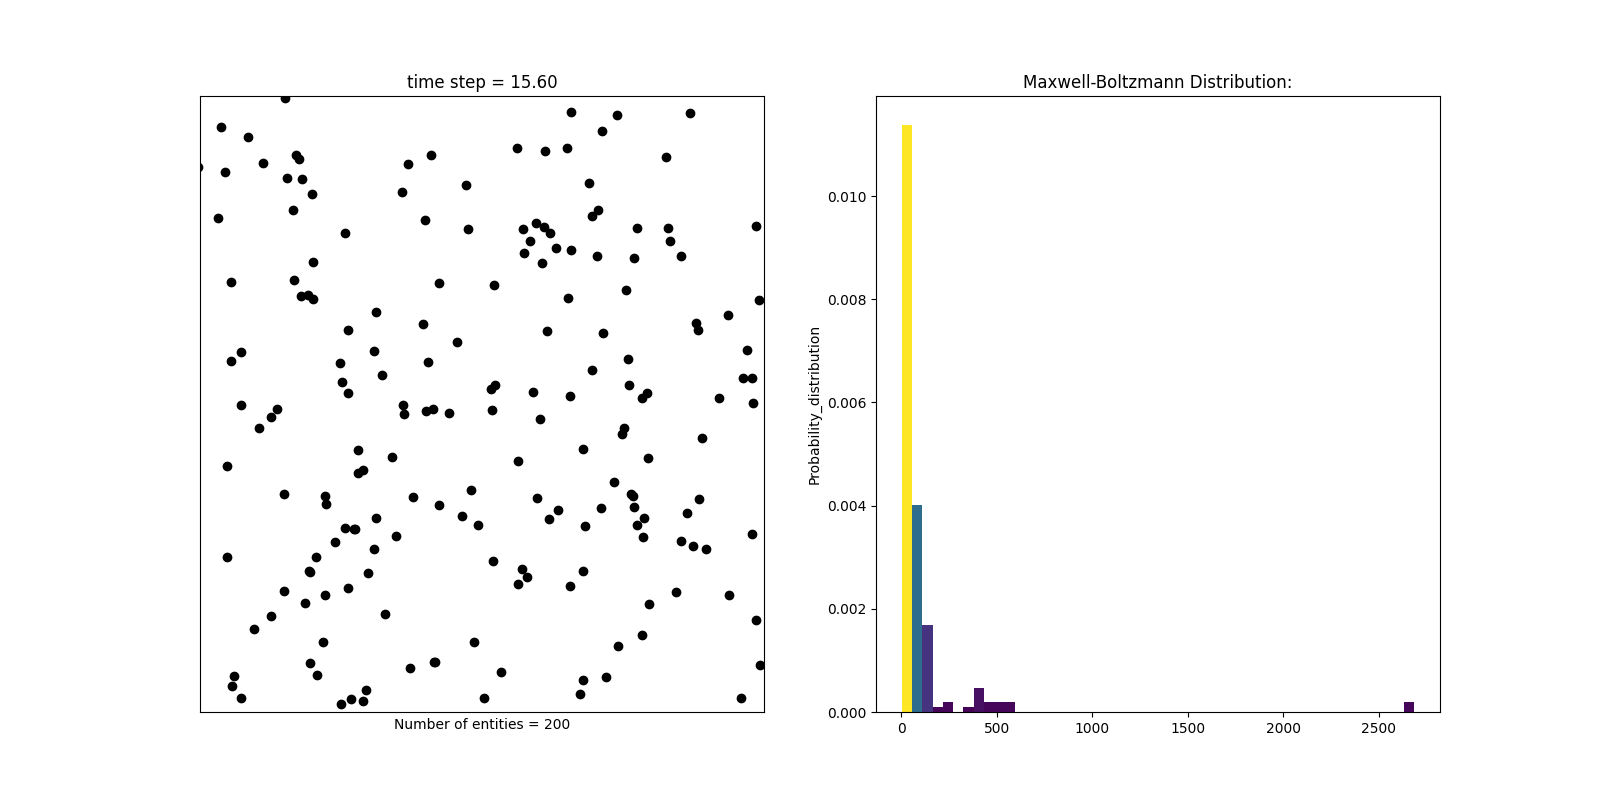 time step = 15.60
Number of entities = 200
Maxwell-Boltzmann Distribution:
Probability_distribution
0.010
0.008
0.006
0.004
0.002
0.000
0 500 1000 1500 2000 2500